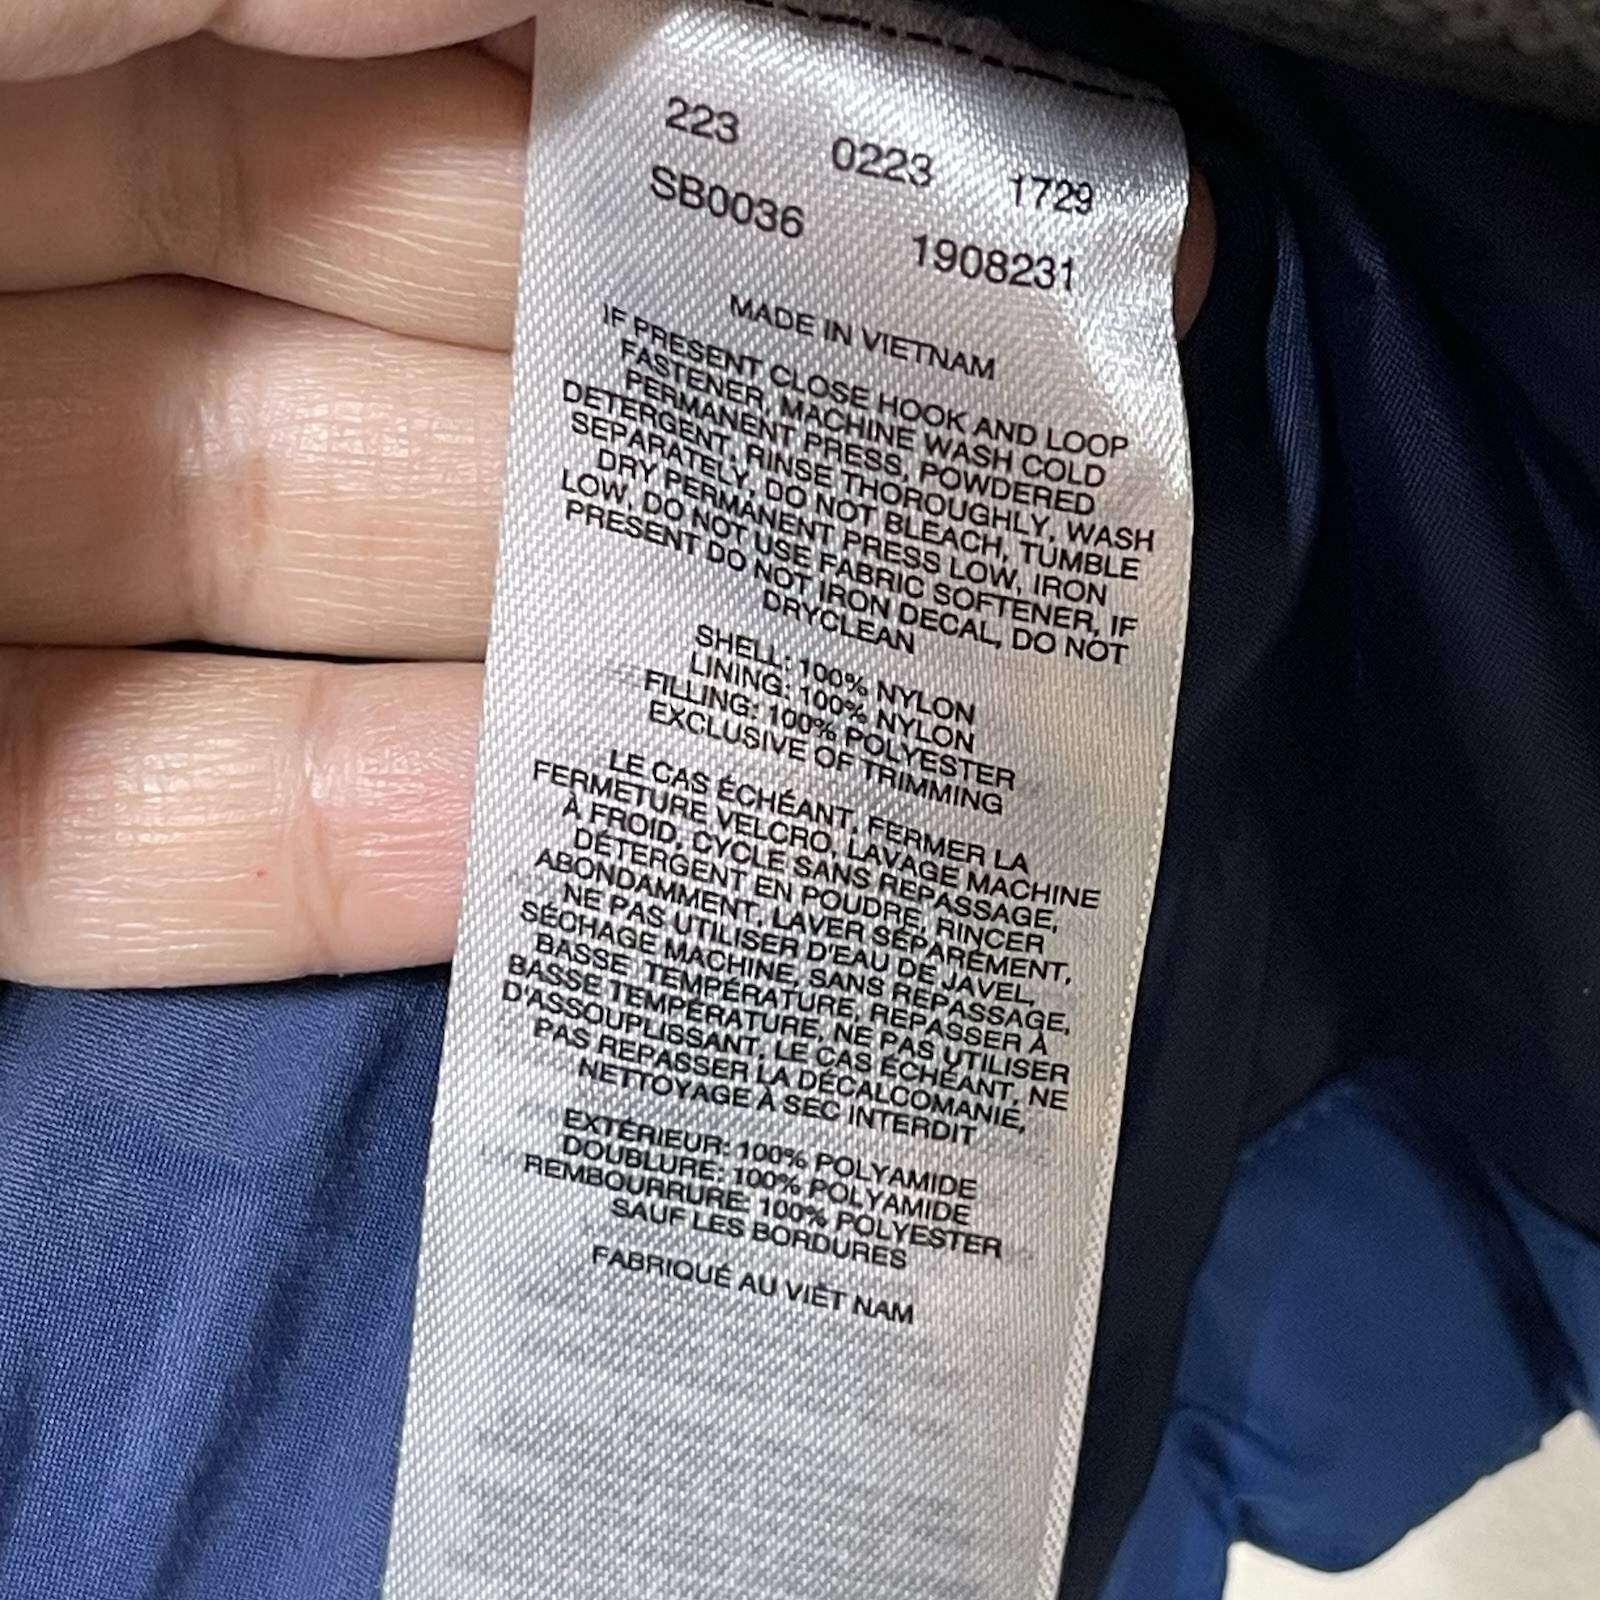 223 0223 1729
SB0036 1908231
MADE IN VIETNAM
IF PRESENT CLOSE HOOK AND LOOP
FASTENER, MACHINE WASH COLD
PERMANENT PRESS, POWDERED
DETERGENT, RINSE THOROUGHLY, WASH
SEPARATELY, DO NOT BLEACH, TUMBLE
DRY PERMANENT PRESS LOW, IRON
LOW, DO NOT USE FABRIC SOFTENER, IF
PRESENT DO NOT IRON DECAL, DO NOT
DRYCLEAN
SHELL: 100% NYLON
LINING: 100% NYLON
FILLING: 100% POLYESTER
EXCLUSIVE OF TRIMMING
LE CAS ÉCHÉANT, FERMER LA
FERMETURE VELCRO, LAVAGE MACHINE
À FROID, CYCLE SANS REPASSAGE,
DÉTERGENT EN POUDRE, RINCER
ABONDAMMENT, LAVER SÉPARÉMENT,
NE PAS UTILISER D'EAU DE JAVEL,
SÉCHAGE MACHINE, SANS REPASSAGE,
BASSE TEMPÉRATURE, REPASSER À
BASSE TEMPÉRATURE, NE PAS UTILISER
D'ASSOUPLISSANT, LE CAS ÉCHÉANT, NE
PAS REPASSER LA DÉCALCOMANIE,
NETTOYAGE À SEC INTERDIT
EXTÉRIEUR: 100% POLYAMIDE
DOUBLURE: 100% POLYAMIDE
REMBOURRURE: 100% POLYESTER
SAUF LES BORDURES
FABRIQUÉ AU VIÊT NAM